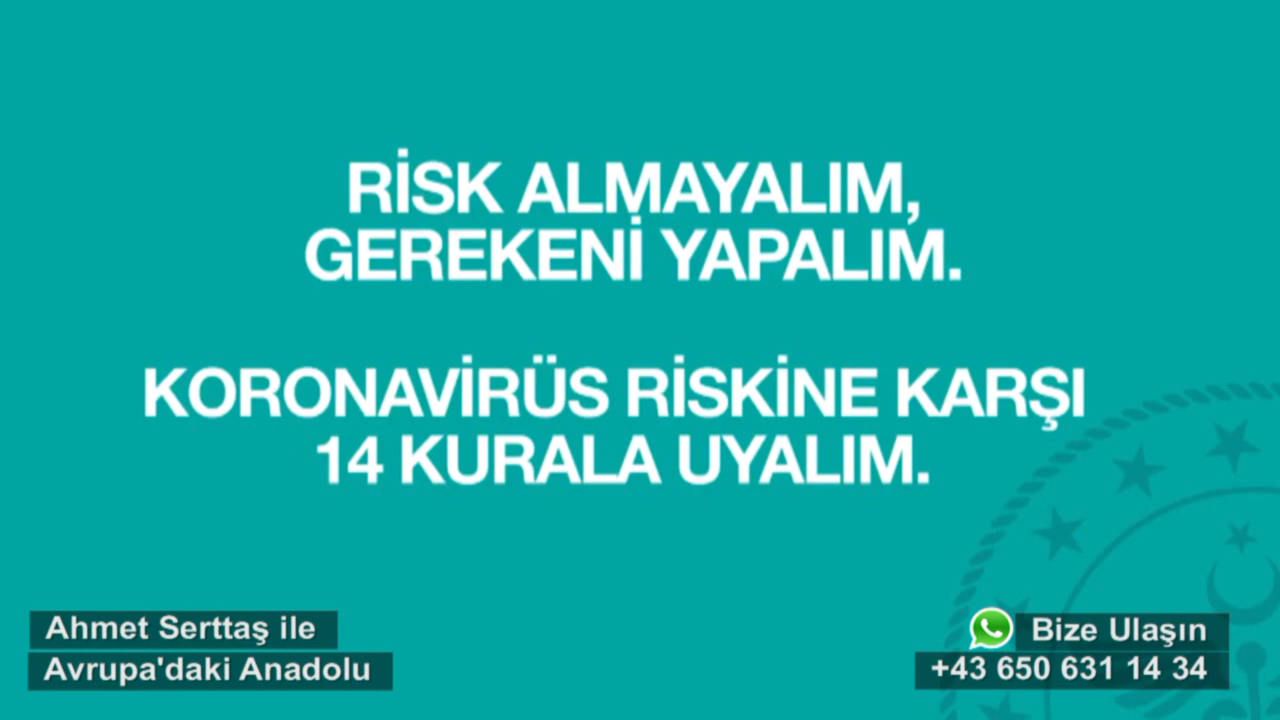 RİSK ALMAYALIM,
GEREKENİ YAPALIM.
KORONAVİRÜS RİSKİNE KARŞI
14 KURALA UYALIM.
Ahmet Serttaş ile
Avrupa'daki Anadolu
Bize Ulaşın
+43 650 631 14 34